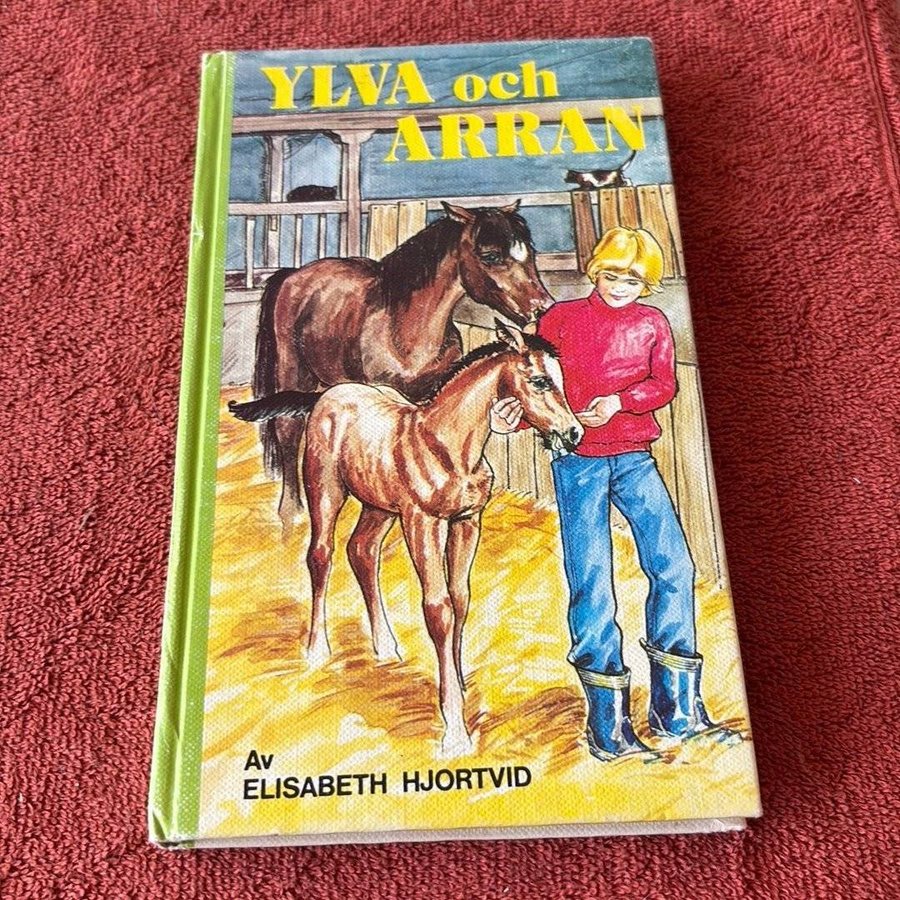 YLVA och
ARRAN
Av
ELISABETH HJORTVID